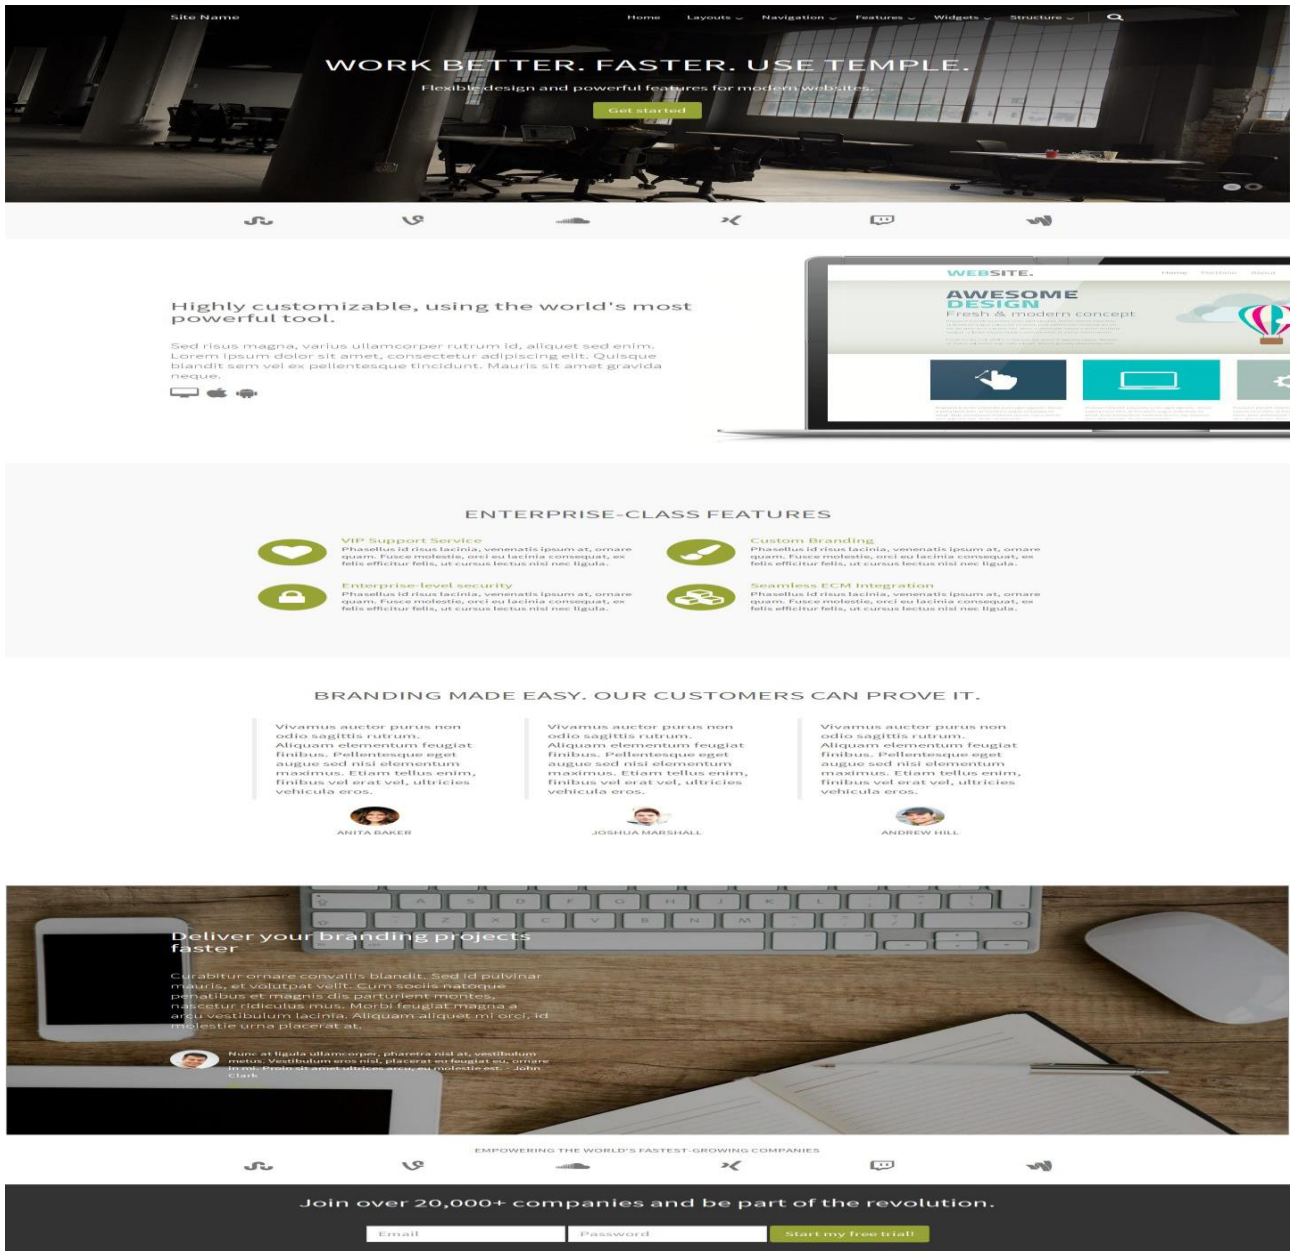 Site Name
Home Layouts Navigation Features Widgets Structure
WORK BETTER. FASTER. USE TEMPLE.
Flexible design and powerful features for modern websites.
Get started
WEBSITE.
Home Portfolio About
AWESOME
DESIGN
Fresh & modern concept
Highly customizable, using the world's most
powerful tool.
Sed risus magna, varius ullamcorper rutrum id, aliquet sed enim.
Lorem ipsum dolor sit amet, consectetur adipiscing elit. Quisque
blandit sem vel ex pellentesque tincidunt. Mauris sit amet gravida
neque.
ENTERPRISE-CLASS FEATURES
VIP Support Service
Phasellus id risus lacinia, venenatis ipsum at, ornare
quam. Fusce molestie, orci eu lacinia consequat, ex
felis efficitur felis, ut cursus lectus nisi nec ligula.
Custom Branding
Phasellus id risus lacinia, venenatis ipsum at, ornare
quam. Fusce molestie, orci eu lacinia consequat, ex
felis efficitur felis, ut cursus lectus nisi nec ligula.
Enterprise-level security
Phasellus id risus lacinia, venenatis ipsum at, ornare
quam. Fusce molestie, orci eu lacinia consequat, ex
felis efficitur felis, ut cursus lectus nisi nec ligula.
Seamless ECM Integration
Phasellus id risus lacinia, venenatis ipsum at, ornare
quam. Fusce molestie, orci eu lacinia consequat, ex
felis efficitur felis, ut cursus lectus nisi nec ligula.
BRANDING MADE EASY. OUR CUSTOMERS CAN PROVE IT.
Vivamus auctor purus non
odio sagittis rutrum.
Aliquam elementum feugiat
finibus. Pellentesque eget
augue sed nisi elementum
maximus. Etiam tellus enim,
finibus vel erat vel, ultricies
vehicula eros.
ANITA BAKER
Vivamus auctor purus non
odio sagittis rutrum.
Aliquam elementum feugiat
finibus. Pellentesque eget
augue sed nisi elementum
maximus. Etiam tellus enim,
finibus vel erat vel, ultricies
vehicula eros.
JOSHUA MARSHALL
Vivamus auctor purus non
odio sagittis rutrum.
Aliquam elementum feugiat
finibus. Pellentesque eget
augue sed nisi elementum
maximus. Etiam tellus enim,
finibus vel erat vel, ultricies
vehicula eros.
ANDREW HILL
A S D F G H J K L
Z X C V B N M
Deliver your branding projects
faster
Curabitur ornare convallis blandit. Sed id pulvinar
mauris, et volutpat velit. Cum sociis natoque
penatibus et magnis dis parturient montes,
nascetur ridiculus mus. Morbi feugiat magna a
arcu vestibulum lacinia. Aliquam aliquet mi orci, id
molestie urna placerat at.
Nunc at ligula ullamcorper, pharetra nisl at, vestibulum
metus. Vestibulum eros nisl, placerat eu feugiat eu, ornare
in mi. Proin sit amet ultrices arcu, eu molestie est. - John
Clark
EMPOWERING THE WORLD'S FASTEST-GROWING COMPANIES
Join over 20,000+ companies and be part of the revolution.
Email
Password
Start my free trial!